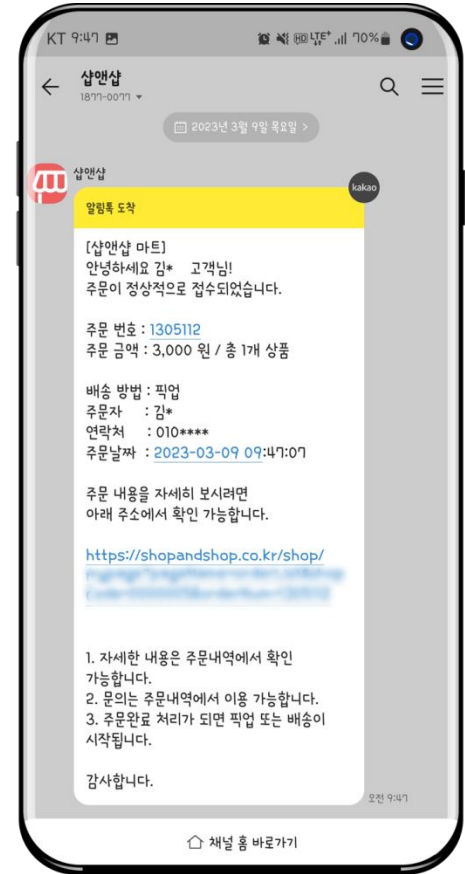 KT 9:47 HD LTE+ 70%
샵앤샵
1877-0077
2023년 3월 9일 목요일 >
샵앤샵
kakao
알림톡 도착
[샵앤샵 마트]
안녕하세요 김* 고객님!
주문이 정상적으로 접수되었습니다.
주문 번호 : 1305112
주문 금액 : 3,000 원 / 총 1개 상품
배송 방법 : 픽업
주문자 : 김*
연락처 : 010****
주문날짜 : 2023-03-09 09:47:07
주문 내용을 자세히 보시려면
아래 주소에서 확인 가능합니다.
https://shopandshop.co.kr/shop/
1. 자세한 내용은 주문내역에서 확인
가능합니다.
2. 문의는 주문내역에서 이용 가능합니다.
3. 주문완료 처리가 되면 픽업 또는 배송이
시작됩니다.
감사합니다.
오전 9:47
채널 홈 바로가기